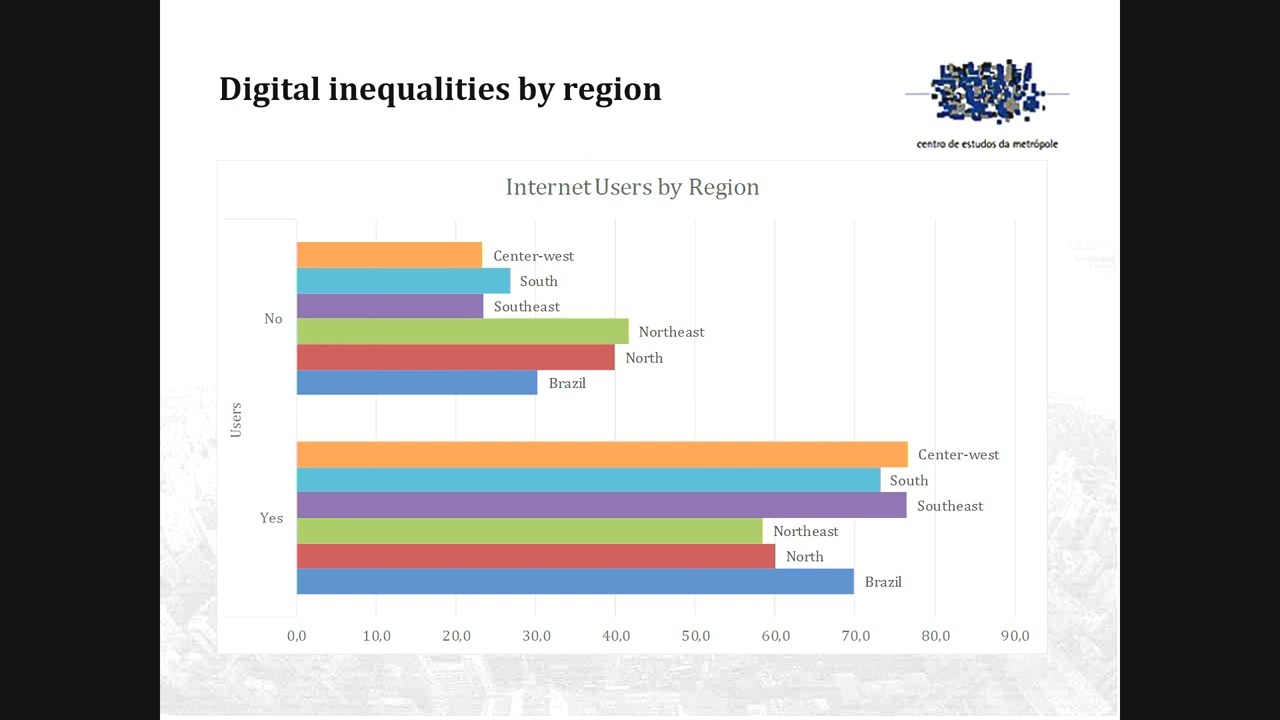 Digital inequalities by region
centro de estudos da metrópole
Internet Users by Region
Center-west
South
Southeast
No
Northeast
North
Brazil
Users
Center-west
South
Southeast
Yes
Northeast
North
Brazil
0,0 10,0 20,0 30,0 40,0 50,0 60,0 70,0 80,0 90,0